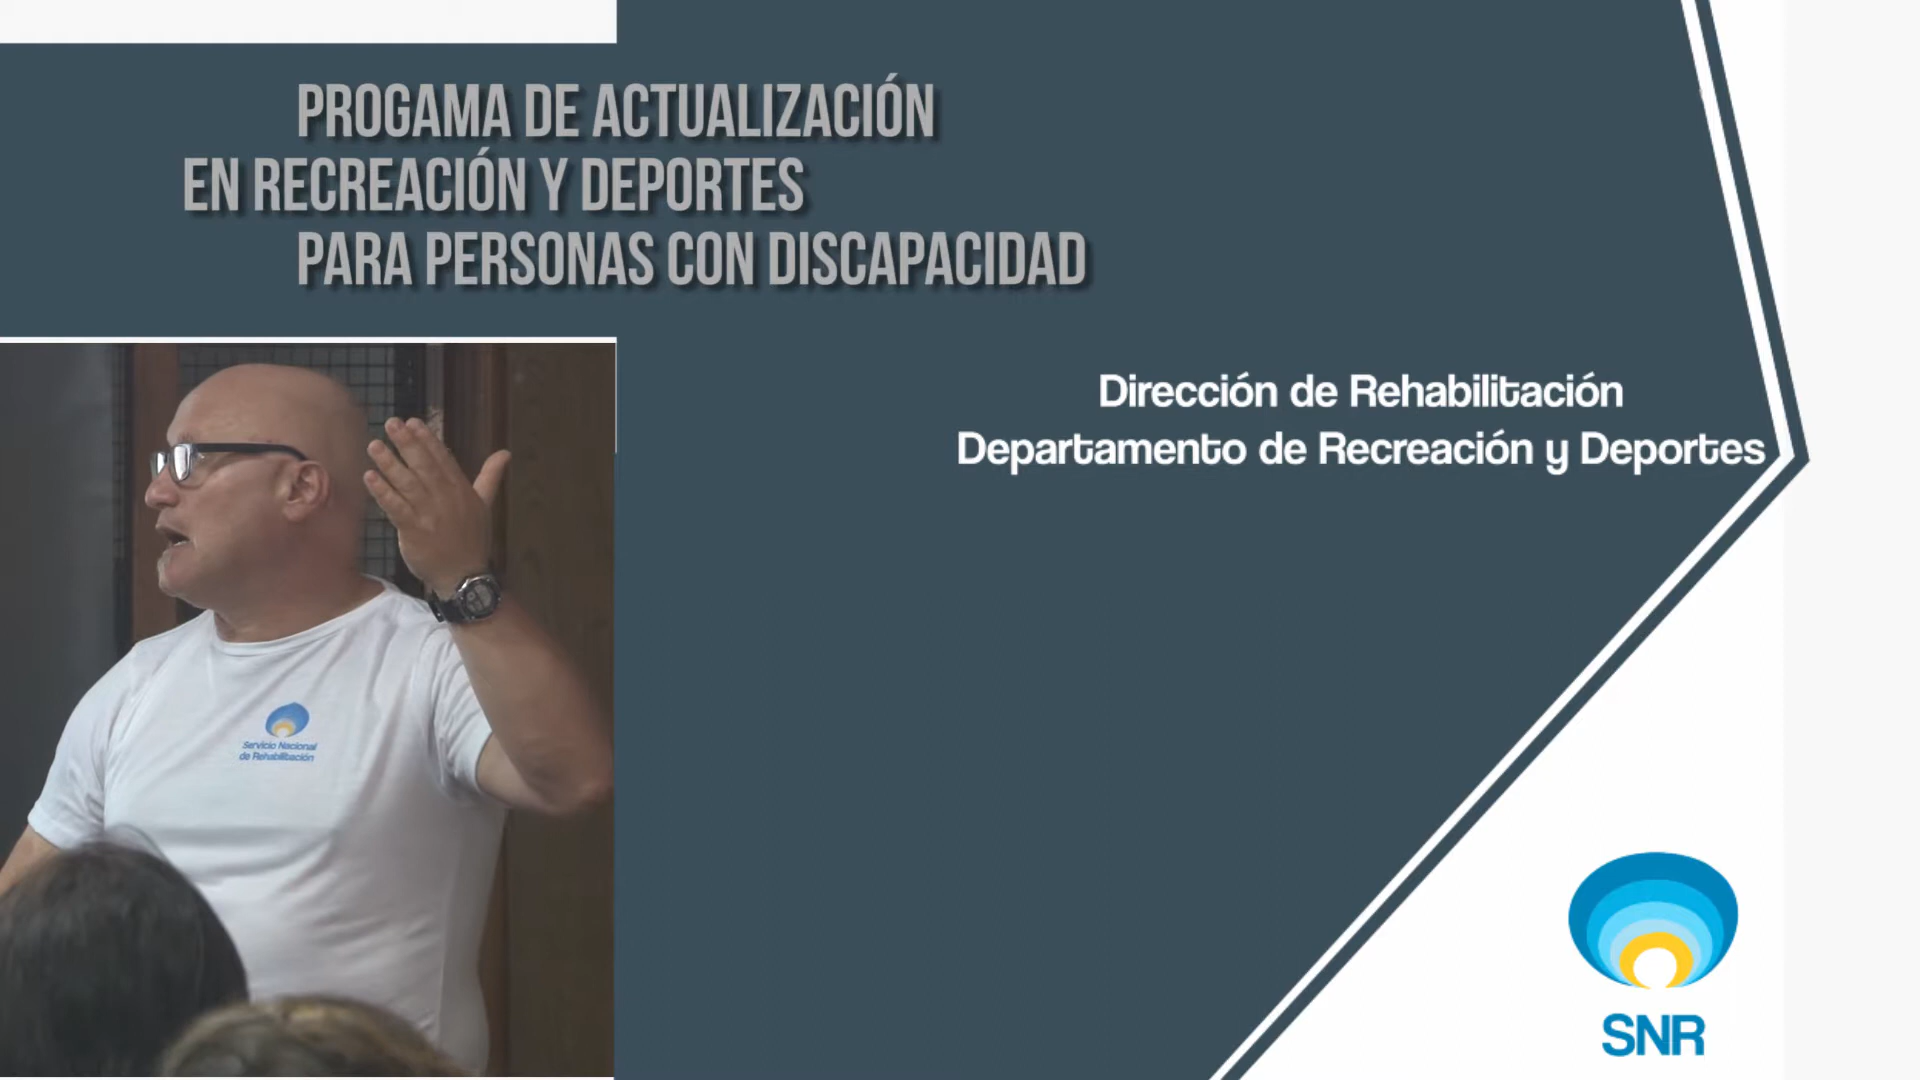 PROGAMA DE ACTUALIZACIÓN
EN RECREACIÓN Y DEPORTES
PARA PERSONAS CON DISCAPACIDAD
Dirección de Rehabilitación
Departamento de Recreación y Deportes
Servicio Nacional
de Rehabilitación
SNR